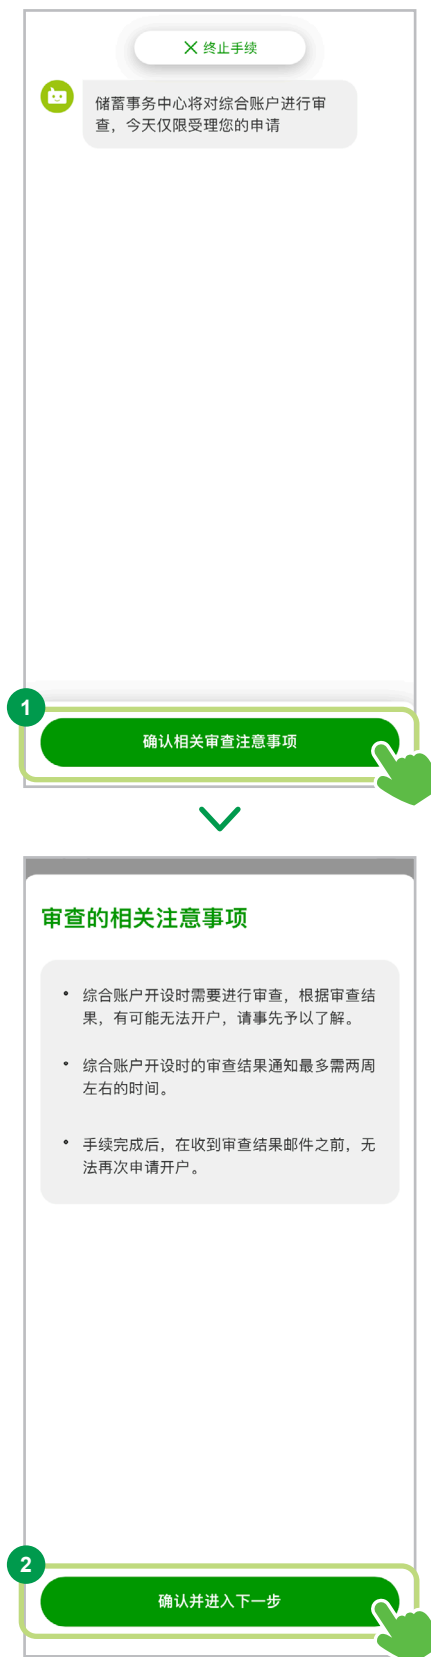 终止手续
储蓄事务中心将对综合账户进行审
查，今天仅限受理您的申请
1
确认相关审查注意事项
审查的相关注意事项
• 综合账户开设时需要进行审查，根据审查结
果，有可能无法开户，请事先予以了解。
• 综合账户开设时的审查结果通知最多需两周
左右的时间。
• 手续完成后，在收到审查结果邮件之前，无
法再次申请开户。
2
确认并进入下一步